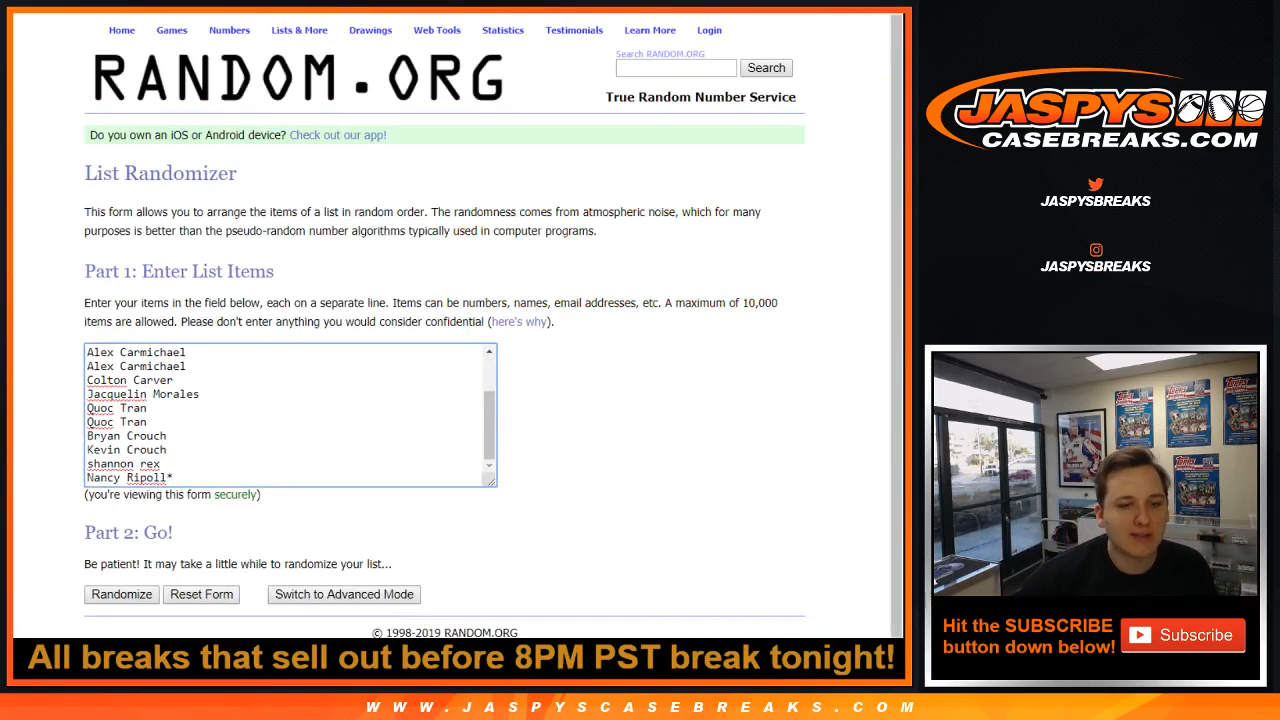 Home Games Numbers Lists & More Drawings Web Tools Statistics Testimonials Learn More Login
RANDOM.ORG
Search RANDOM.ORG
Search
True Random Number Service
Do you own an iOS or Android device? Check out our app!
List Randomizer
This form allows you to arrange the items of a list in random order. The randomness comes from atmospheric noise, which for many
purposes is better than the pseudo-random number algorithms typically used in computer programs.
Part 1: Enter List Items
Enter your items in the field below, each on a separate line. Items can be numbers, names, email addresses, etc. A maximum of 10,000
items are allowed. Please don't enter anything you would consider confidential (here's why).
Alex Carmichael
Alex Carmichael
Colton Carver
Jacquelin Morales
Quoc Tran
Quoc Tran
Bryan Crouch
Kevin Crouch
shannon rex
Nancy Ripoll*
(you're viewing this form securely)
Part 2: Go!
Be patient! It may take a little while to randomize your list...
Randomize Reset Form Switch to Advanced Mode
© 1998-2019 RANDOM.ORG
All breaks that sell out before 8PM PST break tonight!
WWW.JASPYSCASEBREAKS.COM
JASPYS
CASEBREAKS.COM
JASPYSBREAKS
JASPYSBREAKS
topps
topps
topps
Hit the SUBSCRIBE
button down below!
Subscribe